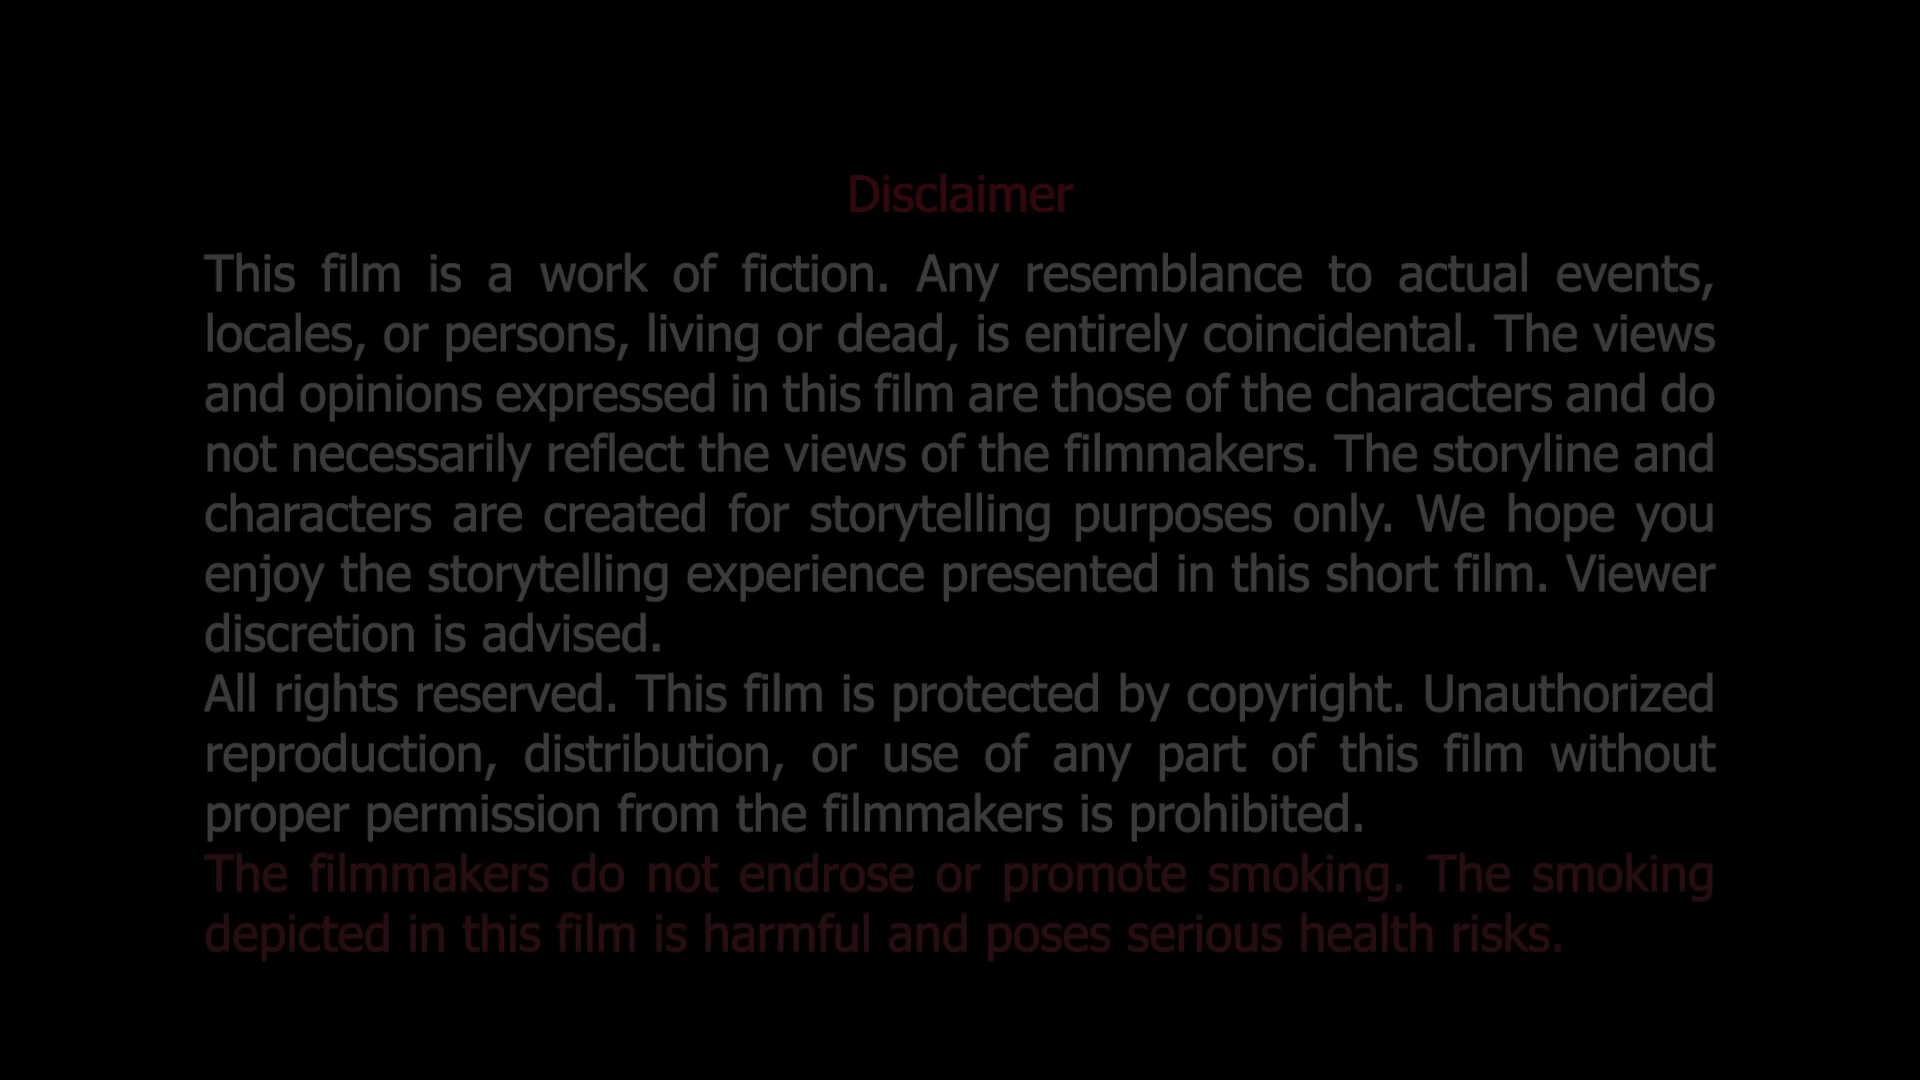 Disclaimer
This film is a work of fiction. Any resemblance to actual events,
locales, or persons, living or dead, is entirely coincidental. The views
and opinions expressed in this film are those of the characters and do
not necessarily reflect the views of the filmmakers. The storyline and
characters are created for storytelling purposes only. We hope you
enjoy the storytelling experience presented in this short film. Viewer
discretion is advised.
All rights reserved. This film is protected by copyright. Unauthorized
reproduction, distribution, or use of any part of this film without
proper permission from the filmmakers is prohibited.
The filmmakers do not endrose or promote smoking. The smoking
depicted in this film is harmful and poses serious health risks.